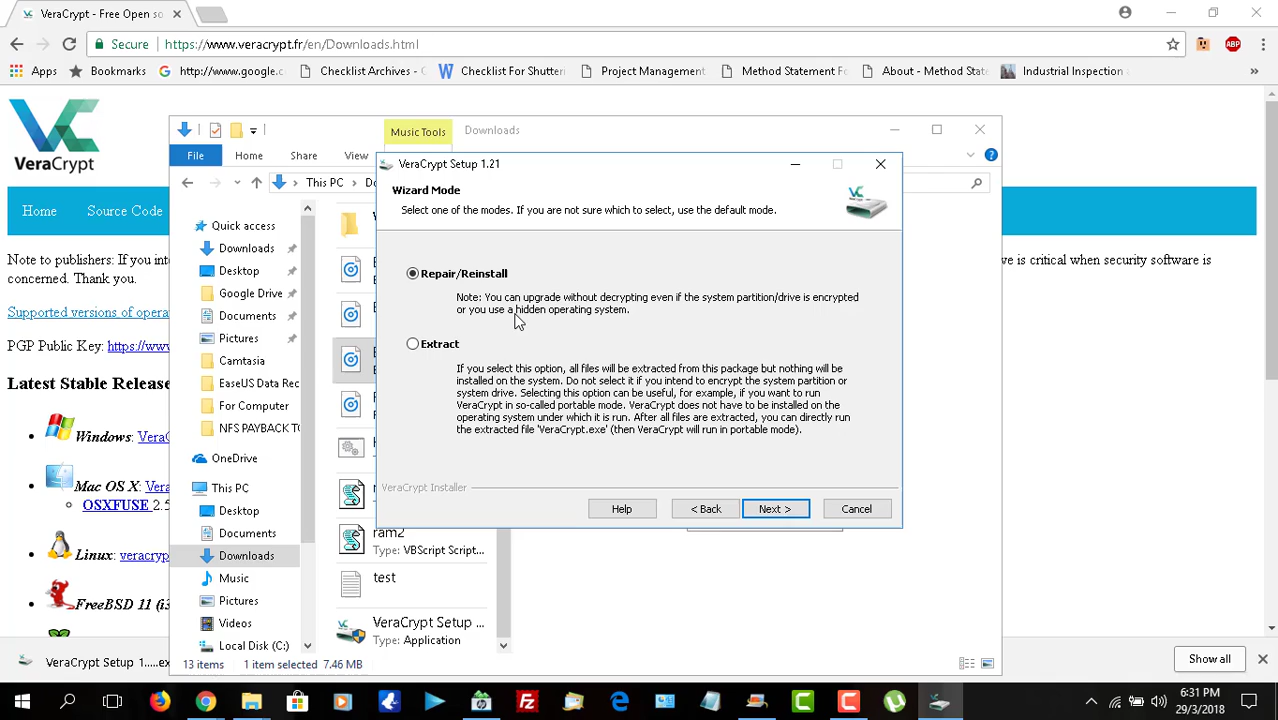 VeraCrypt - Free Open so
Secure
https://www.veracrypt.fr/en/Downloads.html
ABP
Apps
Bookmarks
http://www.google.c
Checklist Archives - C
Checklist For Shutter
Project Management
Method Statement Fo
About - Method State
Industrial Inspection a
»
VeraCrypt
Home
Source Code
Note to publishers: If you inte
e is critical when security software is
concerned. Thank you.
Supported versions of opera
PGP Public Key: https://www
Latest Stable Release
Windows: Vera
Mac OS X: Vera
OSXFUSE 2.5
Linux: veracryp
FreeBSD 11 (i3
Music Tools
Downloads
File
Home
Share
View
This PC
Quick access
Downloads
Desktop
Google Drive
Documents
Pictures
Camtasia
EaseUS Data Rec
For Computer
NFS PAYBACK TO
OneDrive
This PC
Desktop
Documents
Downloads
Music
Pictures
Videos
Local Disk (C:)
ram2
Type: VBScript Script...
test
VeraCrypt Setup ...
Type: Application
13 items
1 item selected 7.46 MB
VeraCrypt Setup 1.21
Wizard Mode
Select one of the modes. If you are not sure which to select, use the default mode.
Repair/Reinstall
Note: You can upgrade without decrypting even if the system partition/drive is encrypted
or you use a hidden operating system.
Extract
If you select this option, all files will be extracted from this package but nothing will be
installed on the system. Do not select it if you intend to encrypt the system partition or
system drive. Selecting this option can be useful, for example, if you want to run
VeraCrypt in so-called portable mode. VeraCrypt does not have to be installed on the
operating system under which it is run. After all files are extracted, you can directly run
the extracted file 'VeraCrypt.exe' (then VeraCrypt will run in portable mode).
VeraCrypt Installer
Help
< Back
Next >
Cancel
VeraCrypt Setup 1.....ex
Show all
6:31 PM
29/3/2018